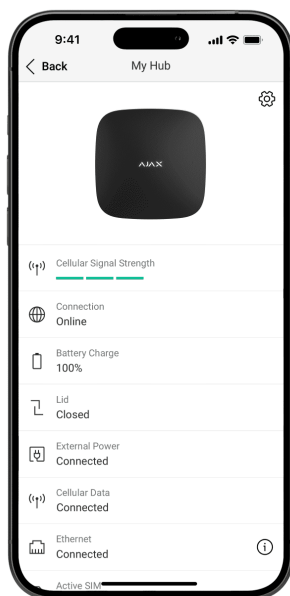 9:41
Back
My Hub
AJAX
Cellular Signal Strength
Connection
Online
Battery Charge
100%
Lid
Closed
External Power
Connected
Cellular Data
Connected
Ethernet
Connected
Active SIM